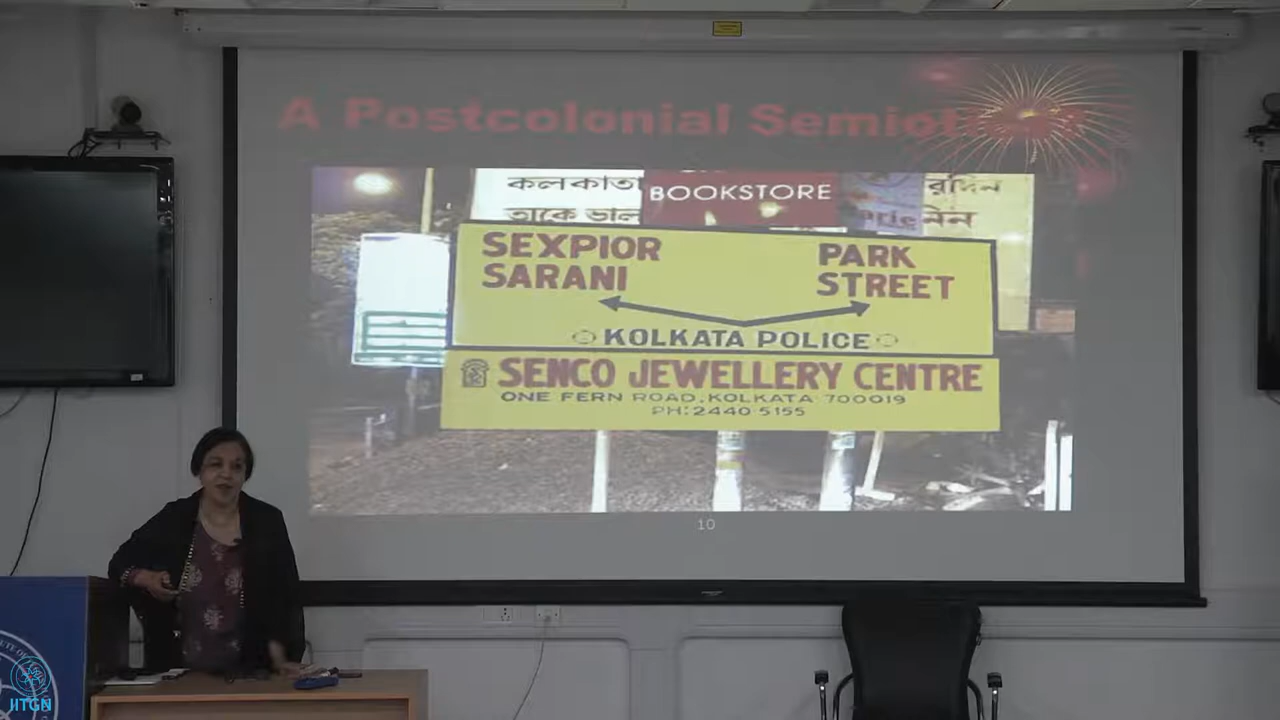 A Postcolonial
কলকাতা
তাকে ভাল
BOOKSTORE
SEXPIOR
SARANI
PARK
STREET
KOLKATA POLICE
SENCO JEWELLERY CENTRE
ONE FERN ROAD, KOLKATA 700019
PH: 2440 5155
10
IITGN